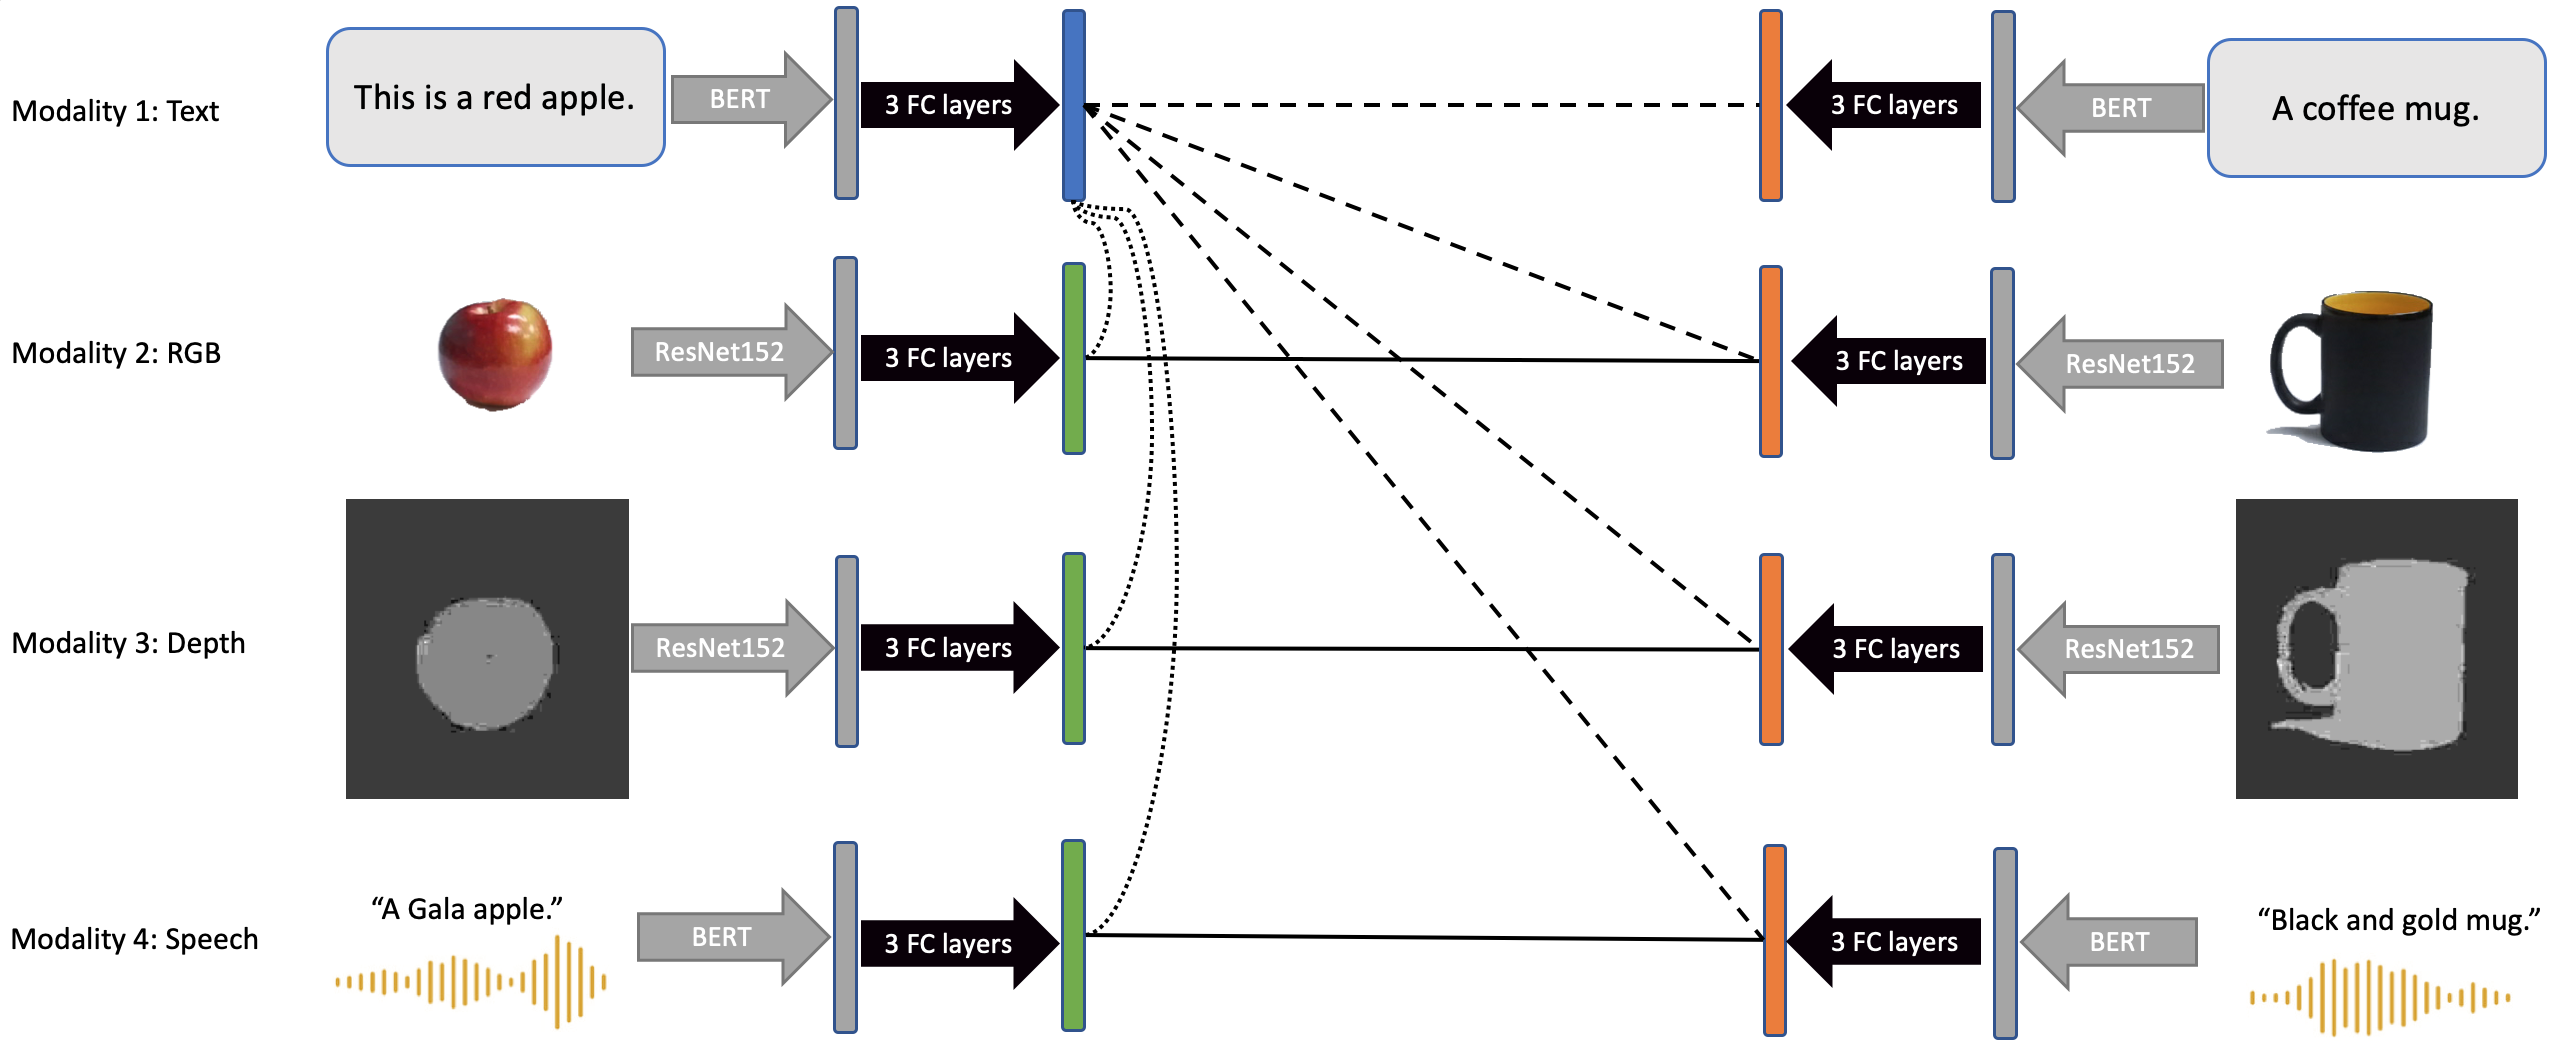 Modality 1: Text
This is a red apple.
BERT
3 FC layers
3 FC layers
BERT
A coffee mug.
Modality 2: RGB
ResNet152
3 FC layers
3 FC layers
ResNet152
Modality 3: Depth
ResNet152
3 FC layers
3 FC layers
ResNet152
Modality 4: Speech
“A Gala apple.”
BERT
3 FC layers
3 FC layers
BERT
“Black and gold mug.”